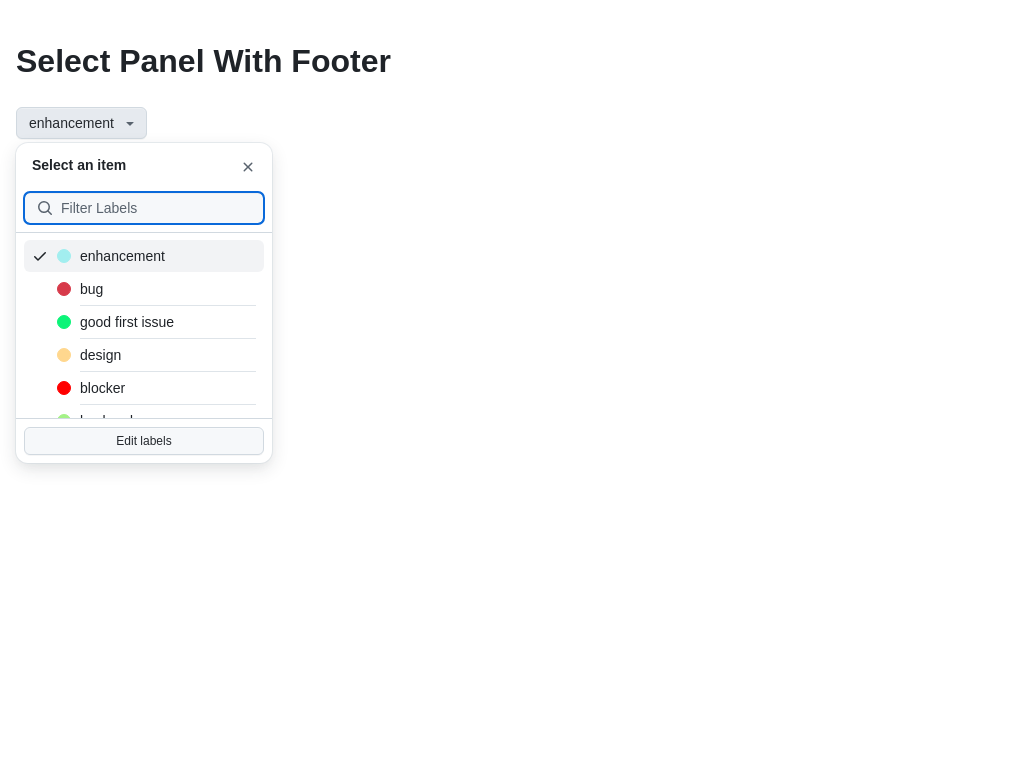 Select Panel With Footer
enhancement
Select an item
Filter Labels
enhancement
bug
good first issue
design
blocker
Edit labels